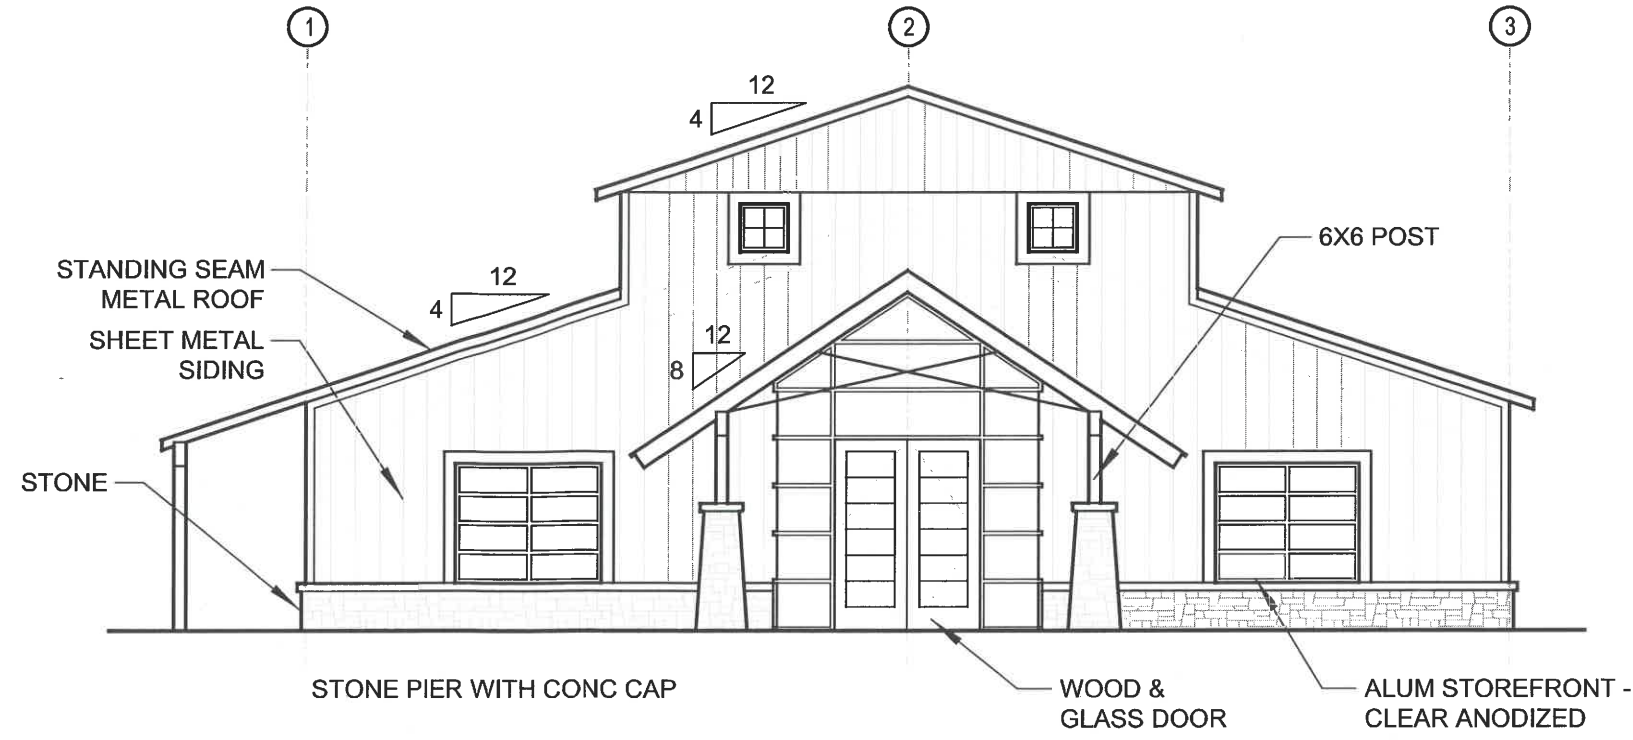 1
2
3
12
4
6X6 POST
STANDING SEAM
METAL ROOF
12
4
SHEET METAL
SIDING
12
8
STONE
STONE PIER WITH CONC CAP
WOOD &
GLASS DOOR
ALUM STOREFRONT -
CLEAR ANODIZED